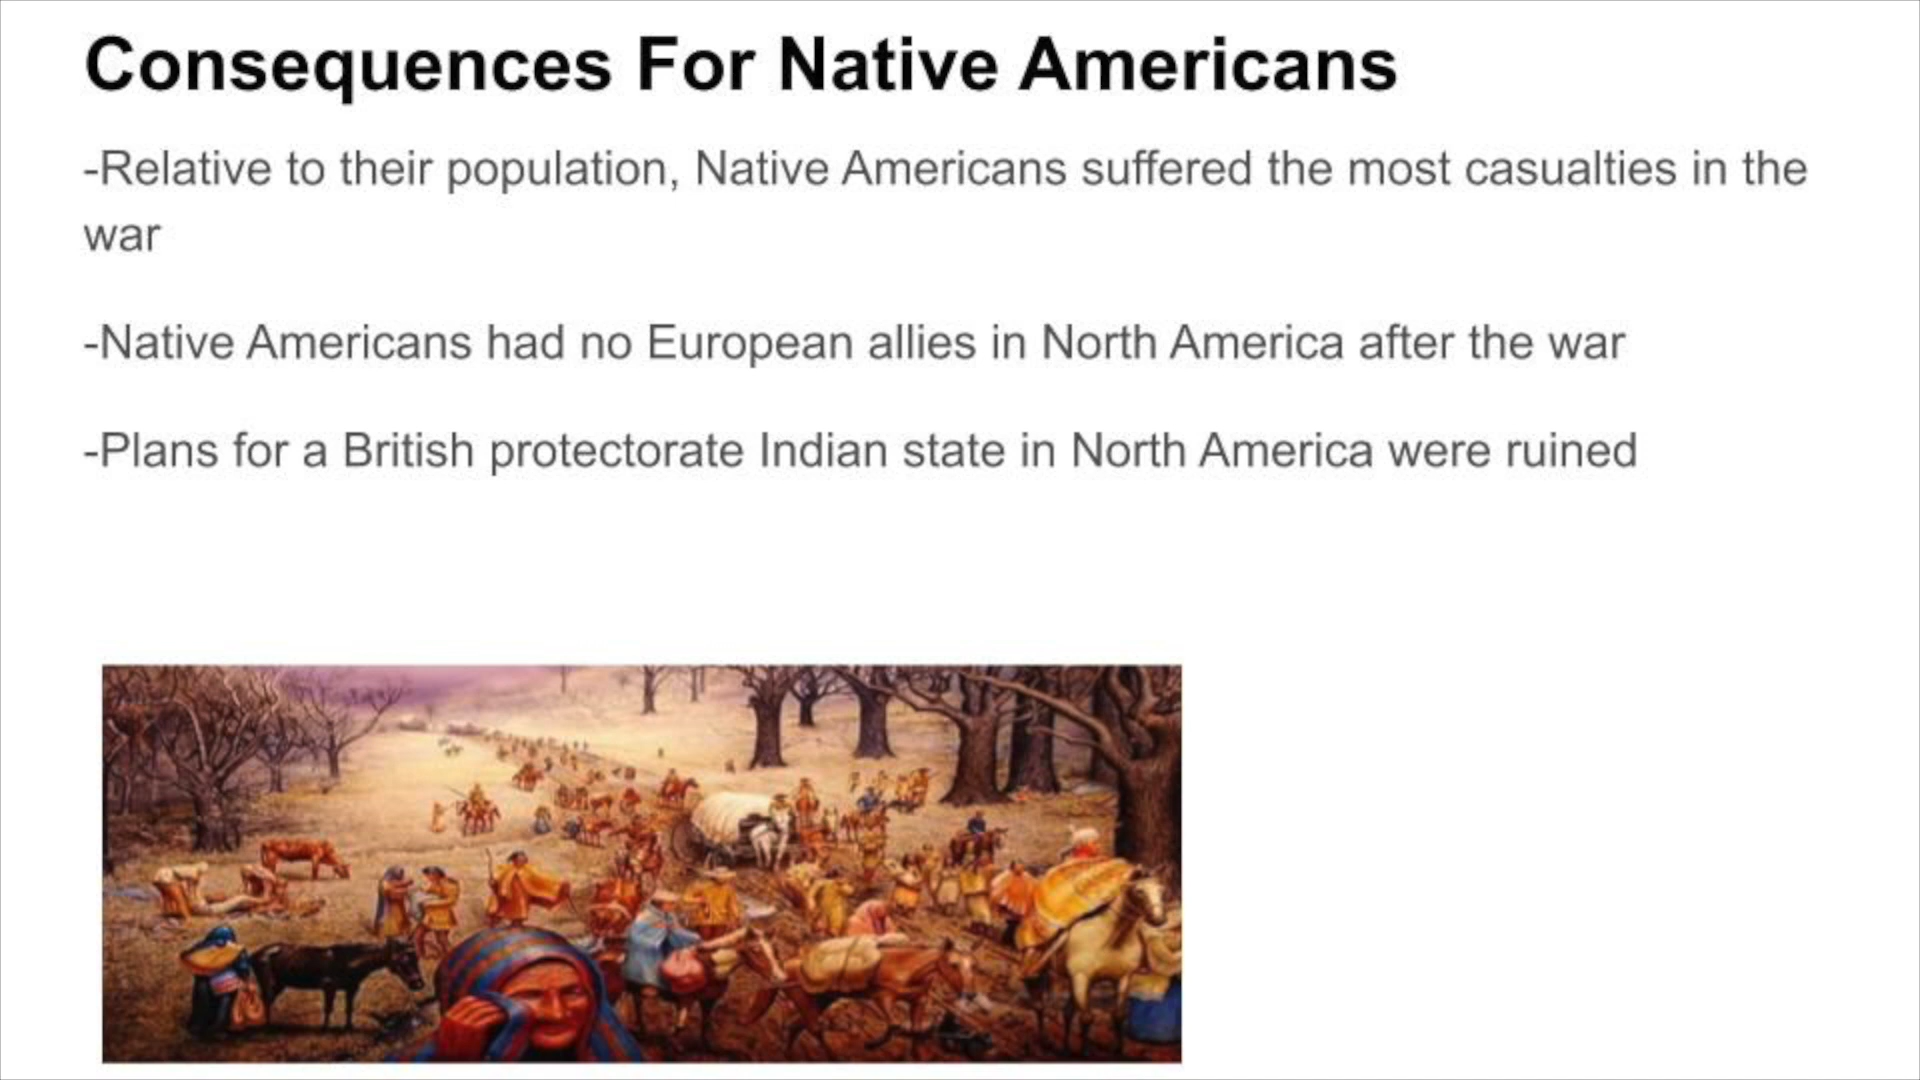 Consequences For Native Americans
-Relative to their population, Native Americans suffered the most casualties in the
war
-Native Americans had no European allies in North America after the war
-Plans for a British protectorate Indian state in North America were ruined